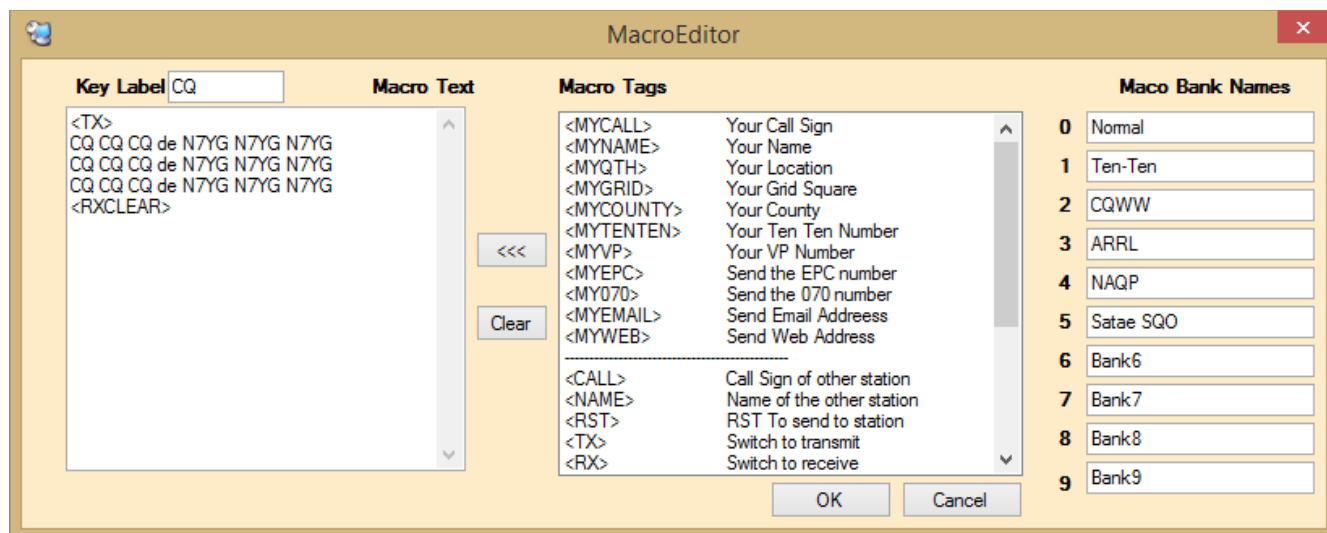 MacroEditor
Key Label CQ Macro Text Macro Tags Maco Bank Names
<TX>
CQ CQ CQ de N7YG N7YG N7YG
CQ CQ CQ de N7YG N7YG N7YG
CQ CQ CQ de N7YG N7YG N7YG
<RXCLEAR>
<<<
Clear
<MYCALL> Your Call Sign
<MYNAME> Your Name
<MYQTH> Your Location
<MYGRID> Your Grid Square
<MYCOUNTY> Your County
<MYTENTEN> Your Ten Ten Number
<MYVP> Your VP Number
<MYEPC> Send the EPC number
<MY070> Send the 070 number
<MYEMAIL> Send Email Addreess
<MYWEB> Send Web Address
----------------------------------------------
<CALL> Call Sign of other station
<NAME> Name of the other station
<RST> RST To send to station
<TX> Switch to transmit
<RX> Switch to receive
OK Cancel
0 Normal
1 Ten-Ten
2 CQWW
3 ARRL
4 NAQP
5 Satae SQO
6 Bank6
7 Bank7
8 Bank8
9 Bank9